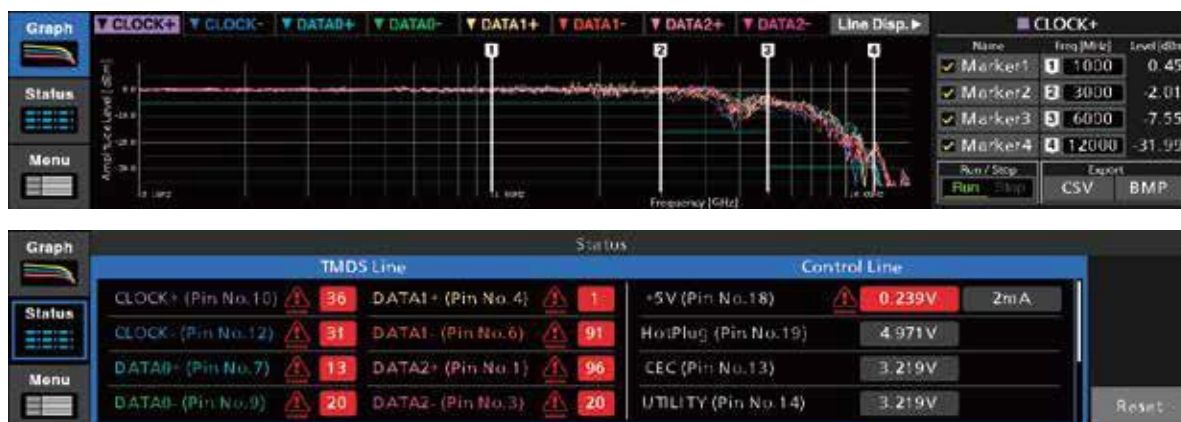 Graph
▼ CLOCK+ ▼ CLOCK- ▼ DATA0+ ▼ DATA0- ▼ DATA1+ ▼ DATA1- ▼ DATA2+ ▼ DATA2- Line Disp.▶
CLOCK+
Name Freq[MHz] Level[dBm
1 2 3 4
Marker1 1 1000 0.45
Status
Marker2 2 3000 -2.01
Marker3 3 6000 -7.55
Marker4 4 12000 -31.99
Menu
Amplitude Level [dBm]
0.0
Run / Stop Export
Run Stop CSV BMP
Frequency [GHz]
Graph
Status
TMDS Line Control Line
CLOCK+ (Pin No.10) 36 DATA1+ (Pin No. 4) 1 +5V (Pin No.18) 0.239V 2mA
Status
CLOCK- (Pin No.12) 31 DATA1- (Pin No.6) 91 HotPlug (Pin No.19) 4.971V
DATA0+ (Pin No.7) 13 DATA2+ (Pin No.1) 96 CEC (Pin No.13) 3.219V
Menu
DATA0- (Pin No.9) 20 DATA2- (Pin No.3) 20 UTILITY (Pin No.14) 3.219V
Reset